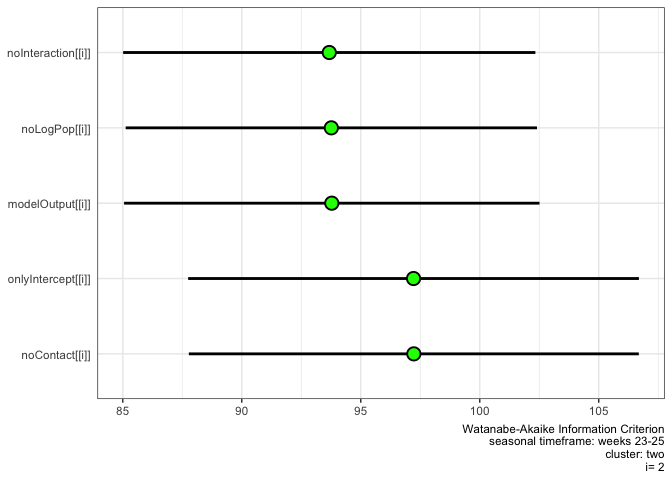 noInteraction[[i]]
noLogPop[[i]]
modelOutput[[i]]
onlyIntercept[[i]]
noContact[[i]]
85 90 95 100 105
Watanabe-Akaike Information Criterion
seasonal timeframe: weeks 23-25
cluster: two
i= 2